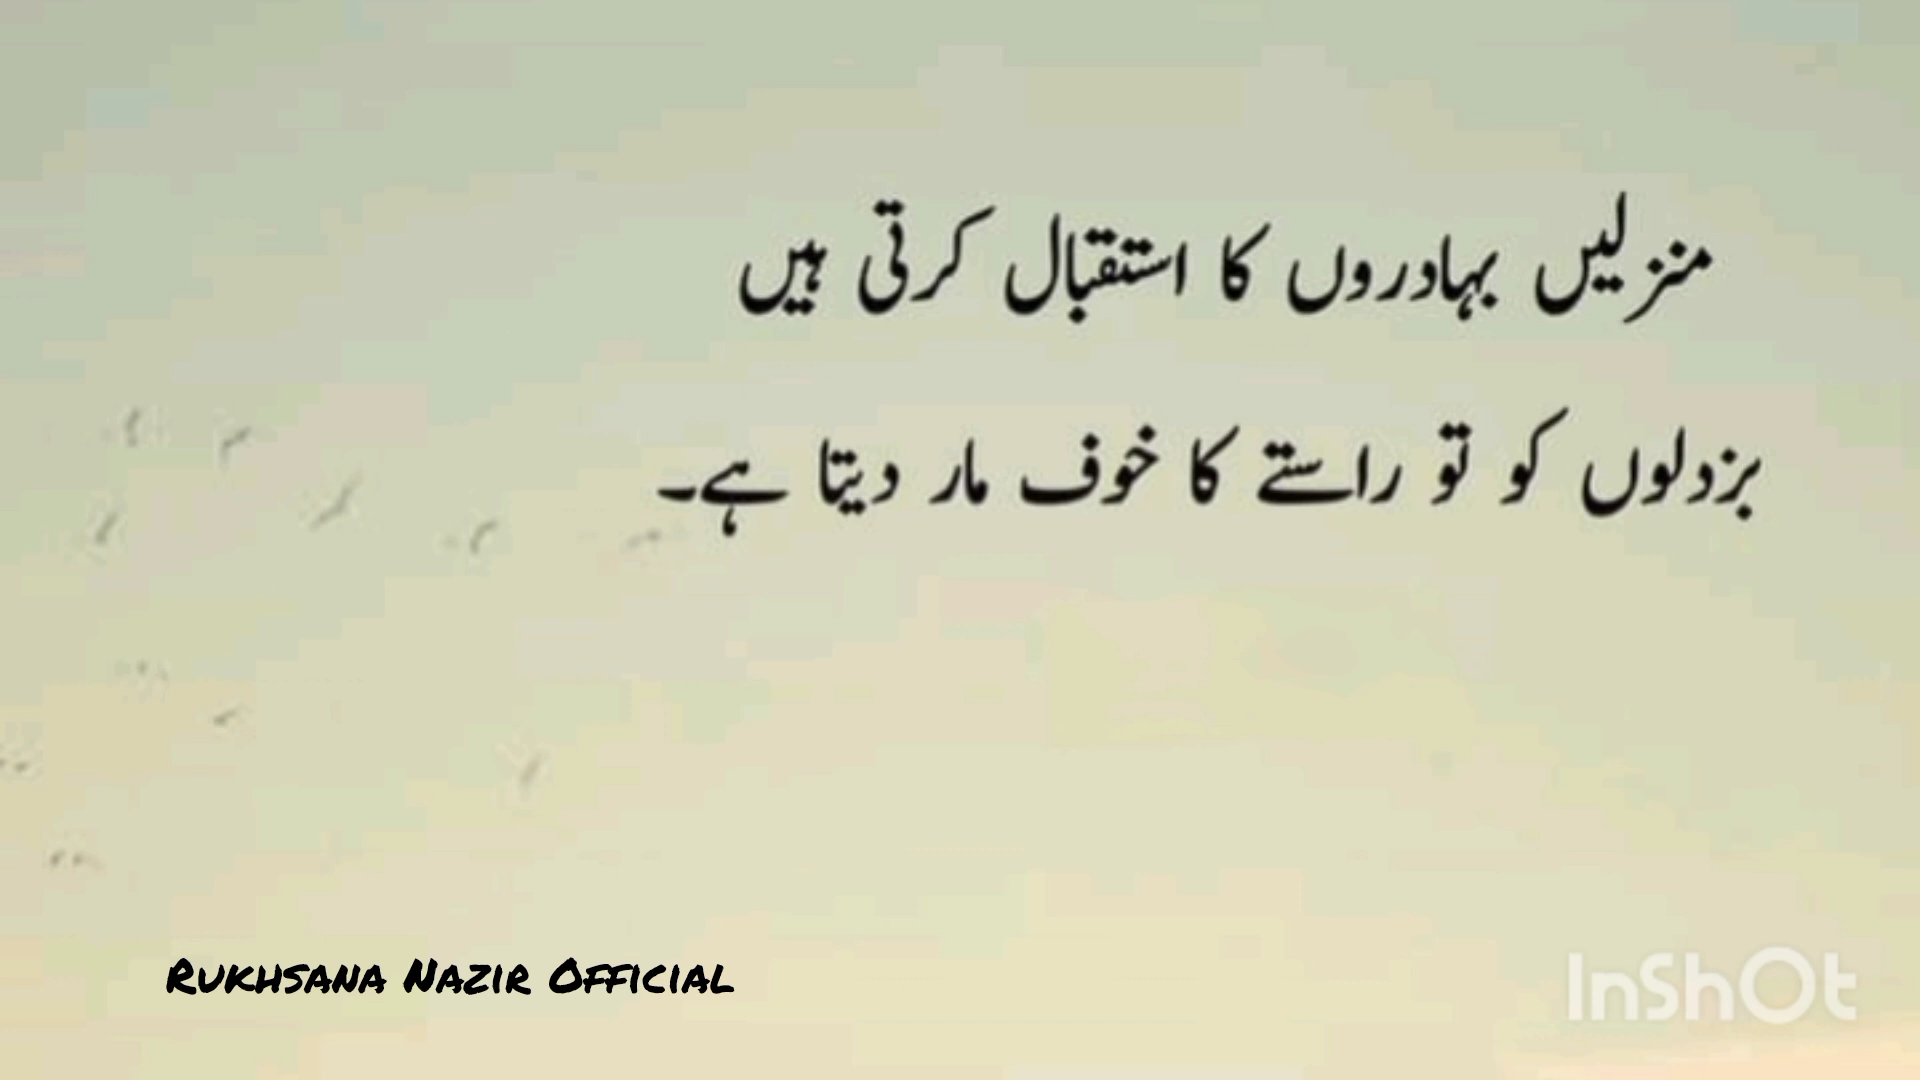 منزلیں بہادروں کا استقبال کرتی ہیں
بزدلوں کو تو راستے کا خوف مار دیتا ہے۔
Rukhsana Nazir Official
InShOt